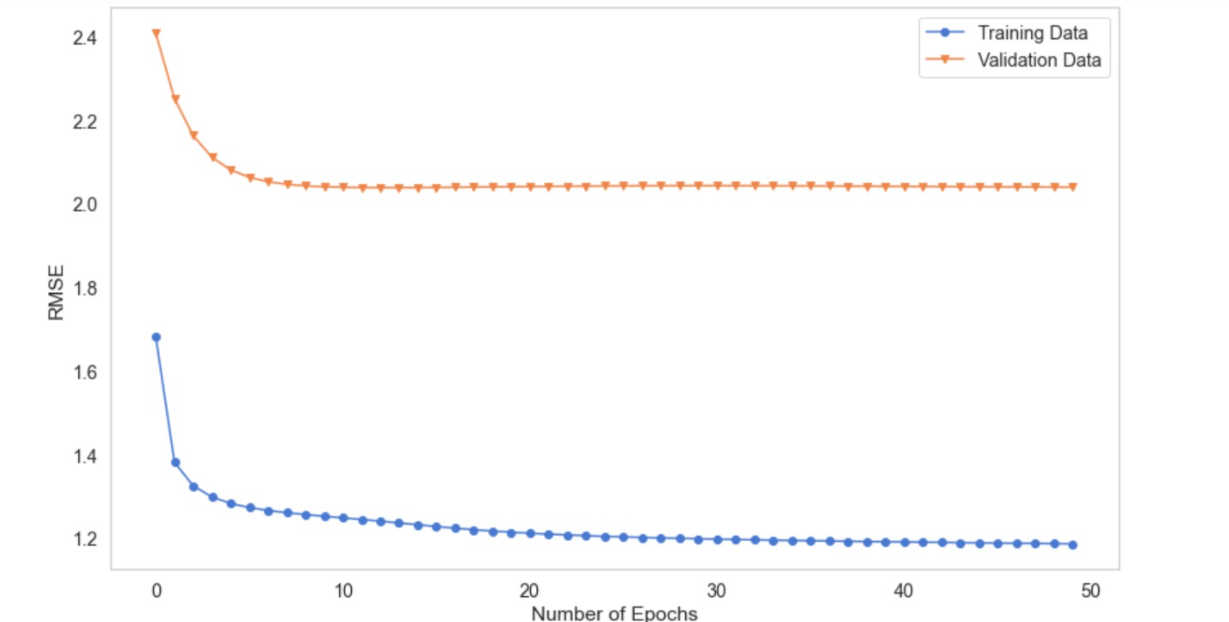 2.4
2.2
2.0
1.8
1.6
1.4
1.2
RMSE
Training Data
Validation Data
0 10 20 30 40 50
Number of Epochs